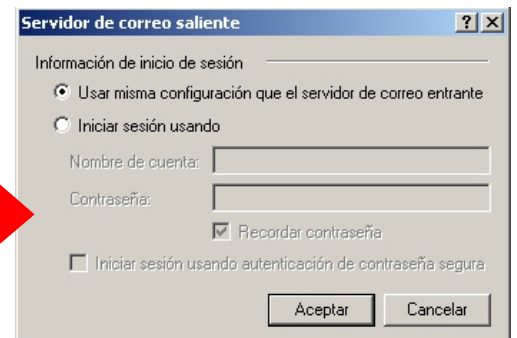 Servidor de correo saliente
Información de inicio de sesión
Usar misma configuración que el servidor de correo entrante
Iniciar sesión usando
Nombre de cuenta:
Contraseña:
Recordar contraseña
Iniciar sesión usando autenticación de contraseña segura
Aceptar Cancelar